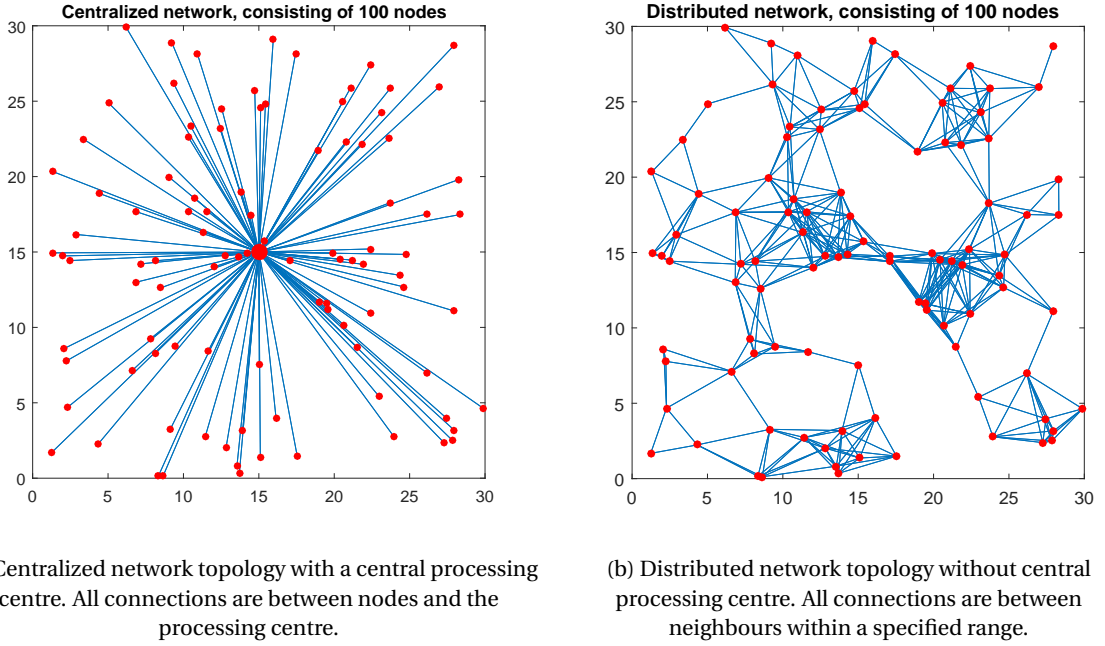 Centralized network, consisting of 100 nodes
30
25
20
15
10
5
0
0 5 10 15 20 25 30
Centralized network topology with a central processing
centre. All connections are between nodes and the
processing centre.
Distributed network, consisting of 100 nodes
30
25
20
15
10
5
0
0 5 10 15 20 25 30
(b) Distributed network topology without central
processing centre. All connections are between
neighbours within a specified range.